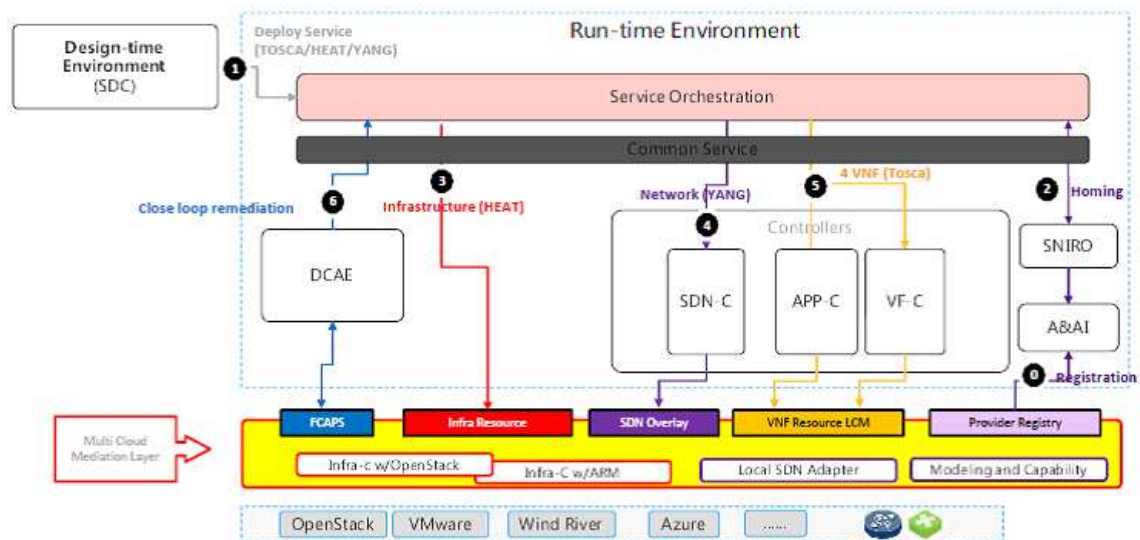 Design-time
Environment
(SDC)
1
Deploy Service
(TOSCA/HEAT/YANG)
Run-time Environment
Service Orchestration
Common Service
3
5
4 VNF (Tosca)
2
Homing
6
Close loop remediation
Infrastructure (HEAT)
Network (YANG)
4
Controllers
DCAE
SDN-C
APP-C
VF-C
SNIRO
A&AI
0
Registration
Multi Cloud
Mediation Layer
FCAPS
Infra Resource
SDN Overlay
VNF Resource LCM
Provider Registry
Infra-c w/OpenStack
Infra-C w/ARM
Local SDN Adapter
Modeling and Capability
OpenStack
VMware
Wind River
Azure
......